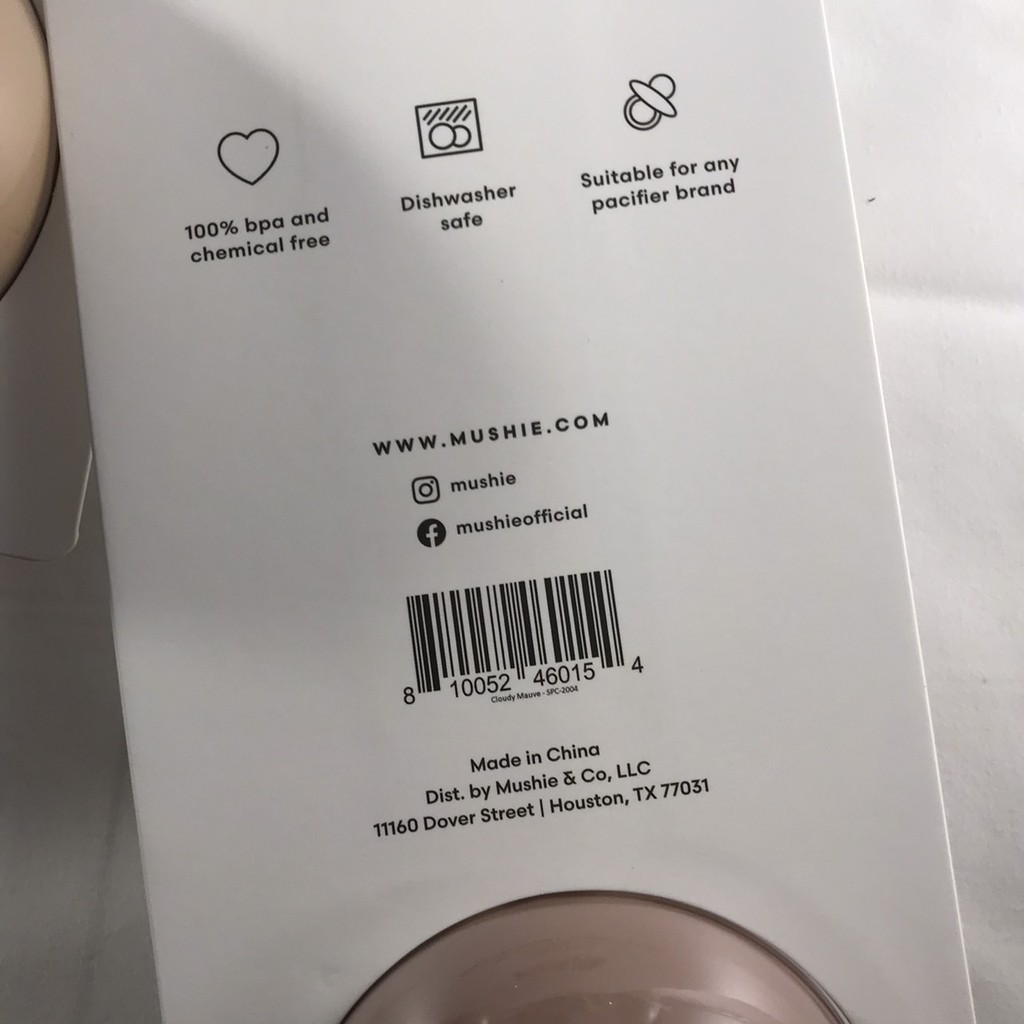 100% bpa and
chemical free
Dishwasher
safe
Suitable for any
pacifier brand
WWW.MUSHIE.COM
mushie
mushieofficial
8 10052 46015 4
Cloudy Mauve - SPC-2004
Made in China
Dist. by Mushie & Co, LLC
11160 Dover Street | Houston, TX 77031